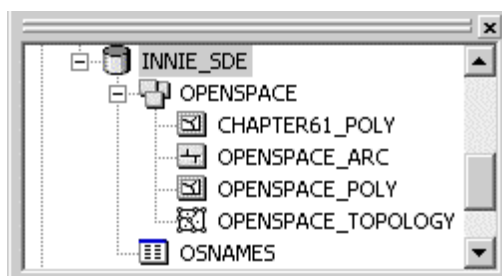 INNIE_SDE
OPENSPACE
CHAPTER61_POLY
OPENSPACE_ARC
OPENSPACE_POLY
OPENSPACE_TOPOLOGY
OSNAMES